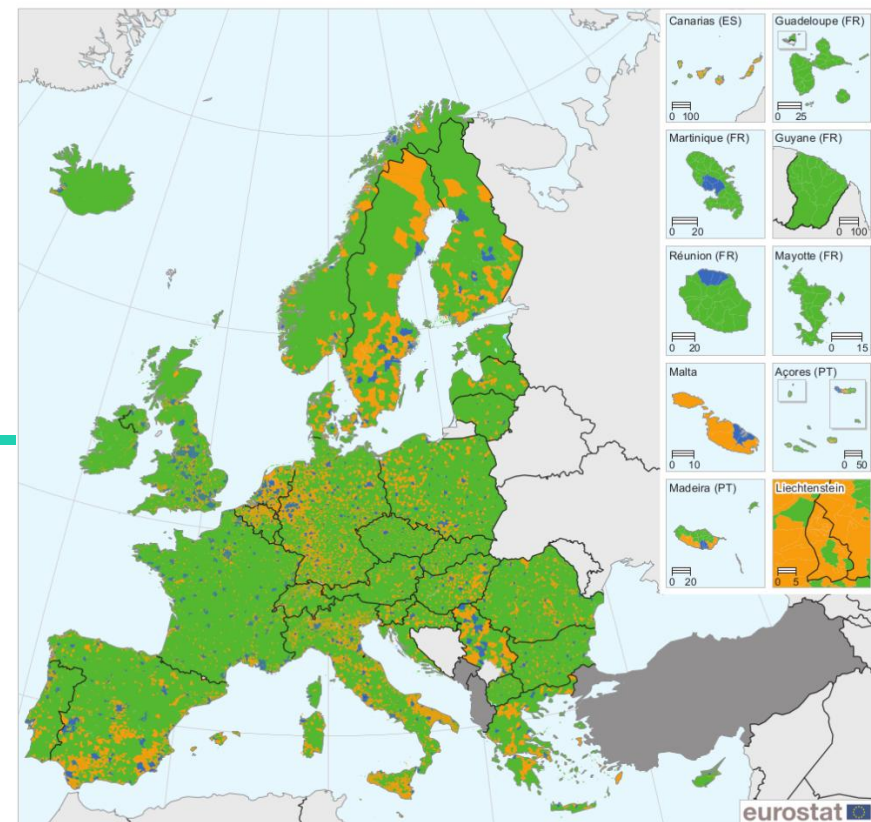 Canarias (ES)
0 100
Guadeloupe (FR)
0 25
Martinique (FR)
0 20
Guyane (FR)
0 100
Réunion (FR)
0 20
Mayotte (FR)
0 15
Malta
0 10
Açores (PT)
0 50
Madeira (PT)
0 20
Liechtenstein
0 5
eurostat